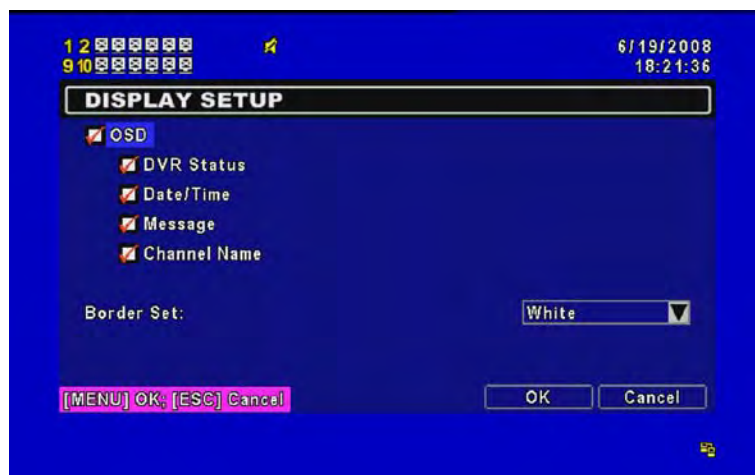 1 2
6/19/2008
9 10
18:21:36
DISPLAY SETUP
OSD
DVR Status
Date/Time
Message
Channel Name
Border Set: White
[MENU] OK; [ESC] Cancel OK Cancel